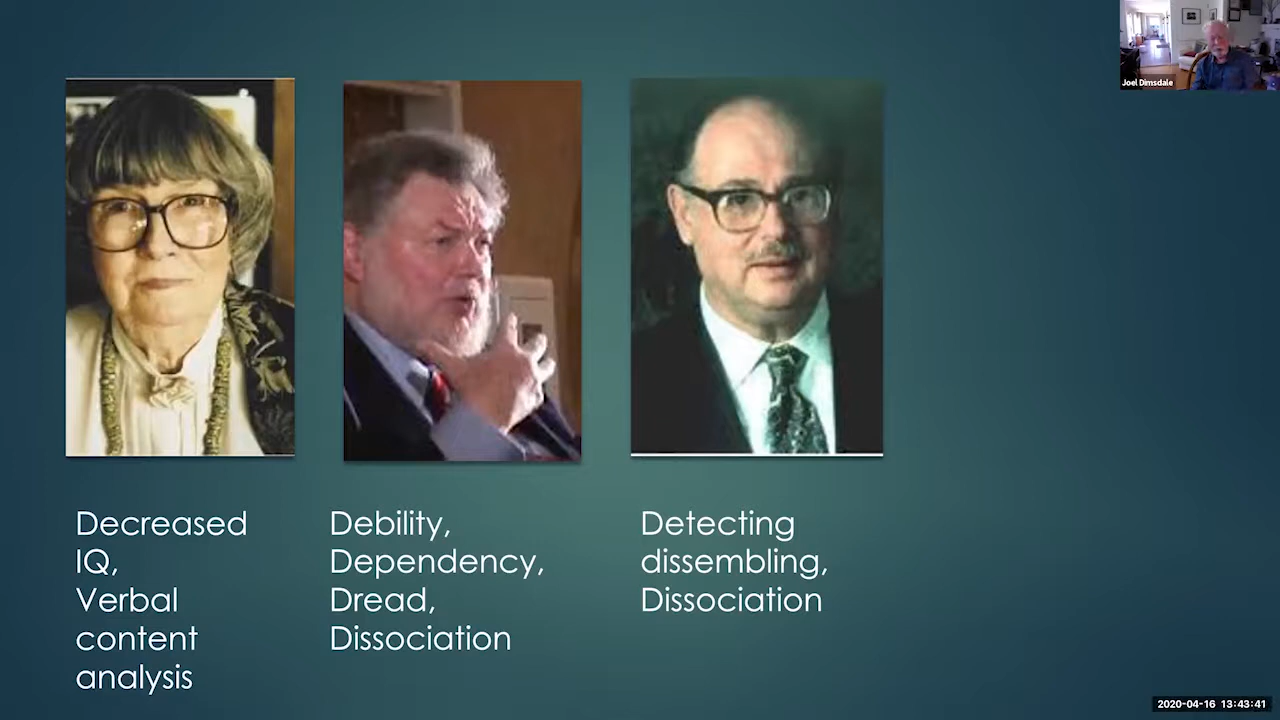 Joel Dimsdale
Decreased
IQ,
Verbal
content
analysis
Debility,
Dependency,
Dread,
Dissociation
Detecting
dissembling,
Dissociation
2020-04-16 13:43:41